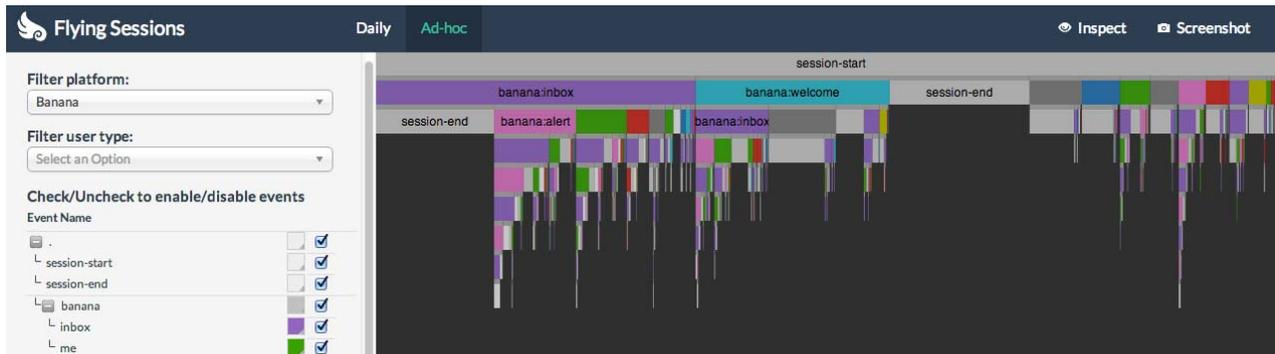 Flying Sessions
Daily
Ad-hoc
Inspect
Screenshot
Filter platform:
Banana
Filter user type:
Select an Option
Check/Uncheck to enable/disable events
Event Name
.
session-start
session-end
banana
inbox
me
session-start
banana:inbox
banana:welcome
session-end
session-end
banana:alert
banana:inbox